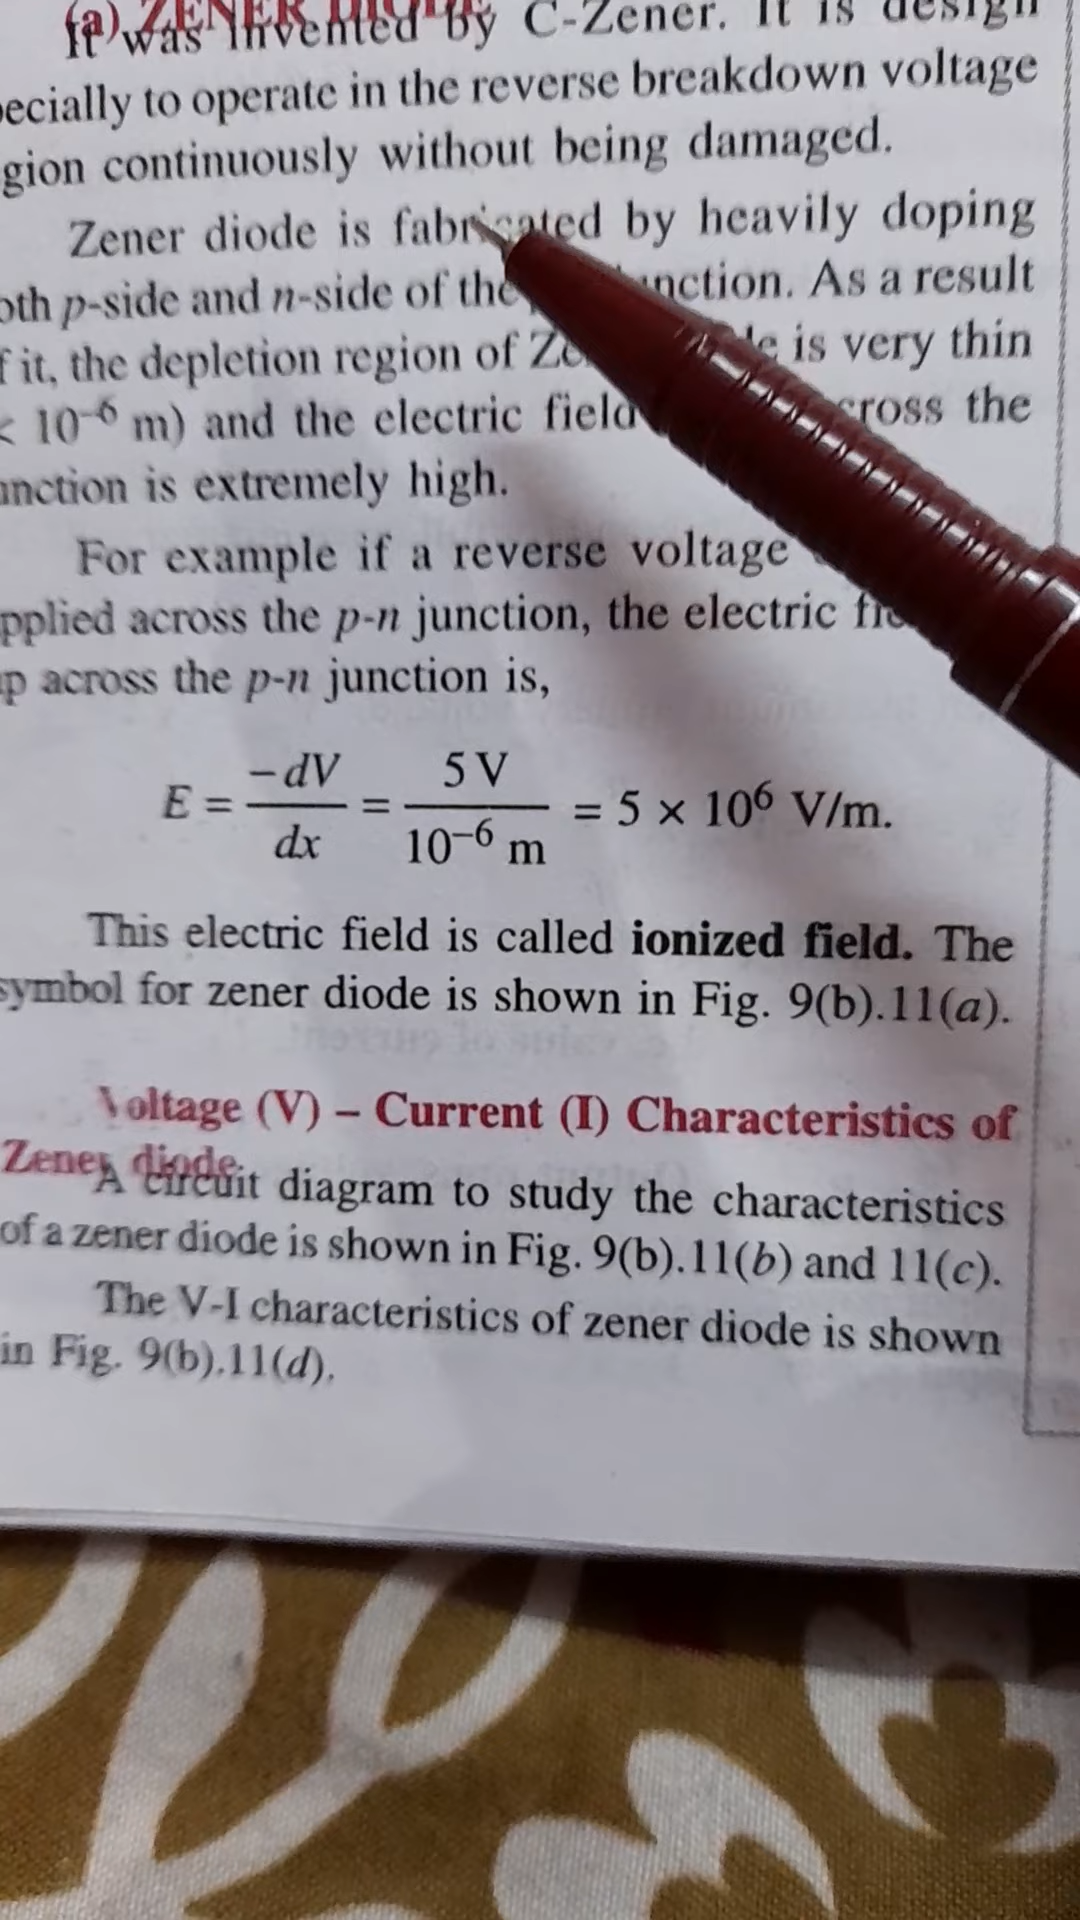 (a) ZENER DIODE
It was invented by C-Zener. It is design
pecially to operate in the reverse breakdown voltage
gion continuously without being damaged.
Zener diode is fabricated by heavily doping
oth p-side and n-side of the nction. As a result
f it, the depletion region of Ze is very thin
< 10⁻⁶ m) and the electric field cross the
unction is extremely high.
For example if a reverse voltage
pplied across the p-n junction, the electric fie
up across the p-n junction is,
E = -dV/dx = 5 V/10⁻⁶ m = 5 × 10⁶ V/m.
This electric field is called ionized field. The
symbol for zener diode is shown in Fig. 9(b).11(a).
Voltage (V) – Current (I) Characteristics of
Zener diode.
A circuit diagram to study the characteristics
of a zener diode is shown in Fig. 9(b).11(b) and 11(c).
The V-I characteristics of zener diode is shown
in Fig. 9(b).11(d).